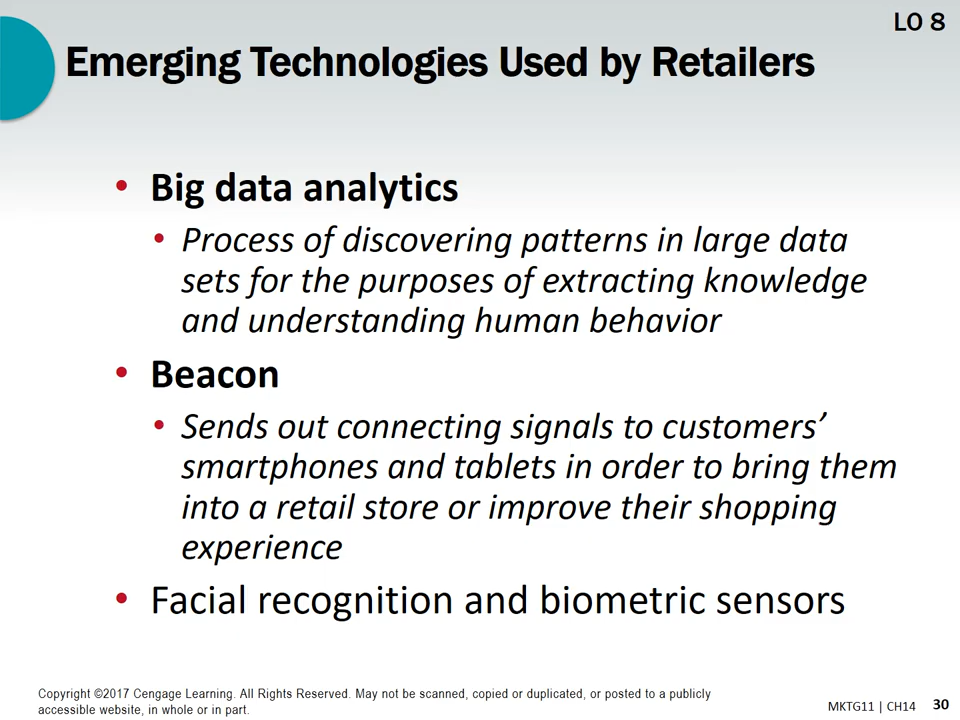 LO 8
Emerging Technologies Used by Retailers
• Big data analytics
• Process of discovering patterns in large data
sets for the purposes of extracting knowledge
and understanding human behavior
• Beacon
• Sends out connecting signals to customers’
smartphones and tablets in order to bring them
into a retail store or improve their shopping
experience
• Facial recognition and biometric sensors
Copyright ©2017 Cengage Learning. All Rights Reserved. May not be scanned, copied or duplicated, or posted to a publicly
accessible website, in whole or in part.
MKTG11 | CH14 30